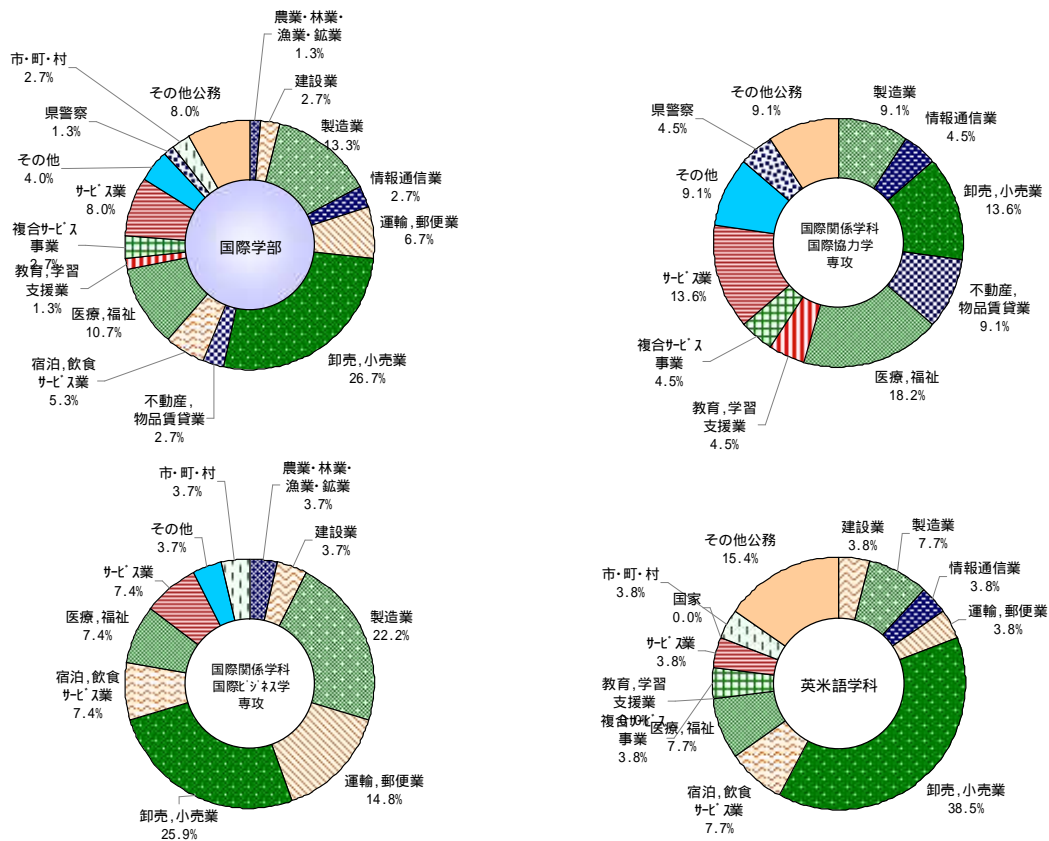 農業・林業・
漁業・鉱業
1.3%
市・町・村
2.7%
その他公務
8.0%
建設業
2.7%
県警察
1.3%
製造業
13.3%
その他
4.0%
情報通信業
2.7%
サービス業
8.0%
運輸,郵便業
6.7%
複合サービス
事業
2.7%
国際学部
教育,学習
支援業
1.3%
医療,福祉
10.7%
宿泊,飲食
サービス業
5.3%
卸売,小売業
26.7%
不動産,
物品賃貸業
2.7%
その他公務
9.1%
製造業
9.1%
県警察
4.5%
情報通信業
4.5%
その他
9.1%
卸売,小売業
13.6%
国際関係学科
国際協力学
専攻
サービス業
13.6%
不動産,
物品賃貸業
9.1%
複合サービス
事業
4.5%
医療,福祉
18.2%
教育,学習
支援業
4.5%
市・町・村
3.7%
農業・林業・
漁業・鉱業
3.7%
その他
3.7%
建設業
3.7%
サービス業
7.4%
医療,福祉
7.4%
製造業
22.2%
宿泊,飲食
サービス業
7.4%
国際関係学科
国際ビジネス学
専攻
運輸,郵便業
14.8%
卸売,小売業
25.9%
その他公務
15.4%
建設業
3.8%
製造業
7.7%
市・町・村
3.8%
国家
0.0%
情報通信業
3.8%
運輸,郵便業
3.8%
サービス業
3.8%
教育,学習
支援業
複合サービス
事業
3.8%
医療,福祉
7.7%
英米語学科
宿泊,飲食
サービス業
7.7%
卸売,小売業
38.5%